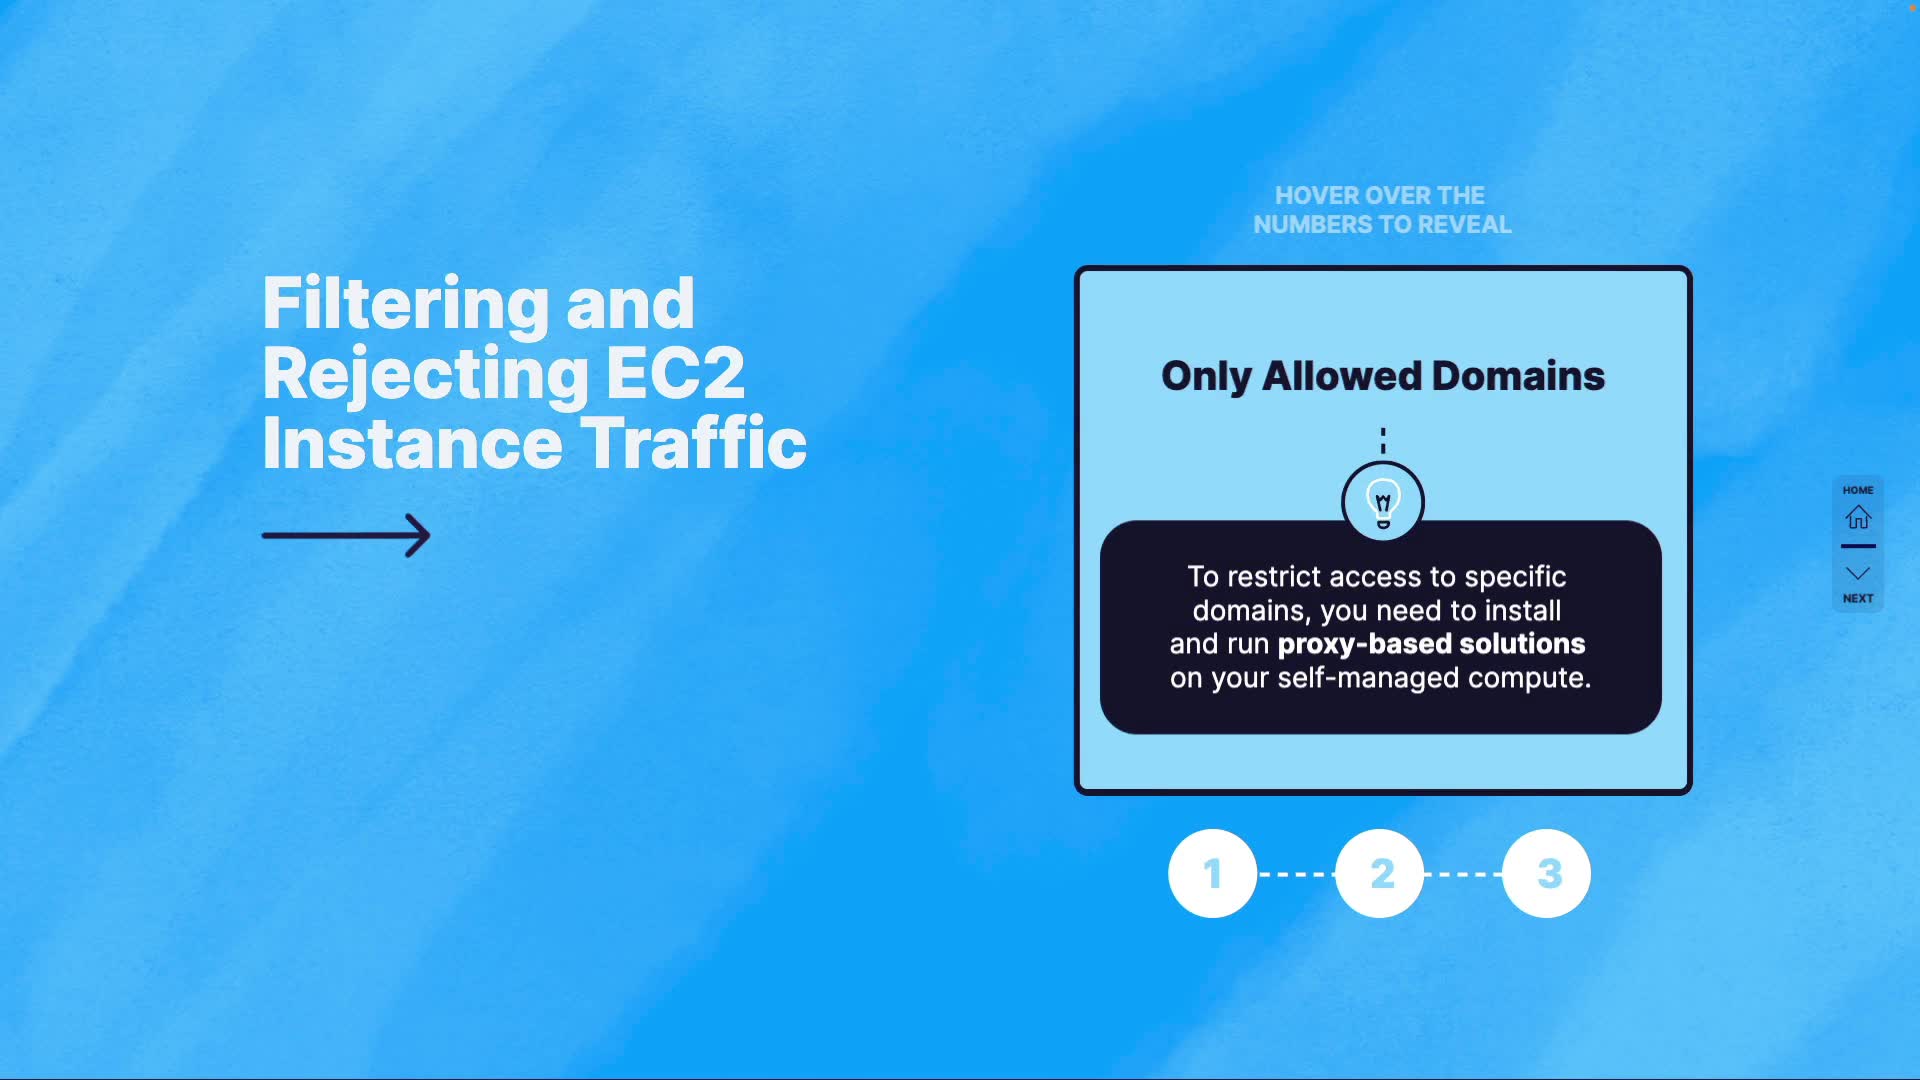 Filtering and
Rejecting EC2
Instance Traffic
HOVER OVER THE
NUMBERS TO REVEAL
Only Allowed Domains
To restrict access to specific
domains, you need to install
and run proxy-based solutions
on your self-managed compute.
1
2
3
HOME
NEXT